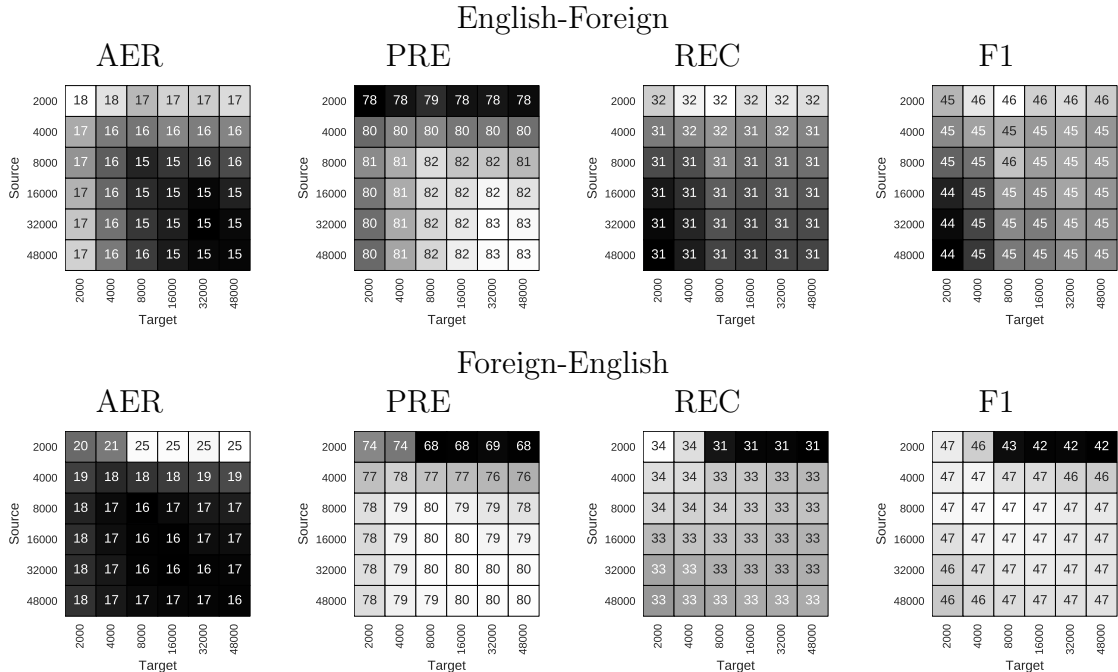 English-Foreign
AER PRE REC F1
2000 18 18 17 17 17 17 2000 78 78 79 78 78 78 2000 32 32 32 32 32 32 2000 45 46 46 46 46 46
4000 17 16 16 16 16 16 4000 80 80 80 80 80 80 4000 31 32 32 31 32 31 4000 45 45 45 45 45 45
8000 17 16 15 15 16 16 8000 81 81 82 82 82 81 8000 31 31 31 31 31 31 8000 45 45 46 45 45 45
Source Source Source Source
16000 17 16 15 15 15 15 16000 80 81 82 82 82 82 16000 31 31 31 31 31 31 16000 44 45 45 45 45 45
32000 17 16 15 15 15 15 32000 80 81 82 82 83 83 32000 31 31 31 31 31 31 32000 44 45 45 45 45 45
48000 17 16 16 15 15 15 48000 80 81 82 82 83 83 48000 31 31 31 31 31 31 48000 44 45 45 45 45 45
2000 4000 8000 16000 32000 48000 2000 4000 8000 16000 32000 48000 2000 4000 8000 16000 32000 48000 2000 4000 8000 16000 32000 48000
Target Target Target Target
Foreign-English
AER PRE REC F1
2000 20 21 25 25 25 25 2000 74 74 68 68 69 68 2000 34 34 31 31 31 31 2000 47 46 43 42 42 42
4000 19 18 18 18 19 19 4000 77 78 77 77 76 76 4000 34 34 33 33 33 33 4000 47 47 47 47 46 46
8000 18 17 16 17 17 17 8000 78 79 80 79 79 78 8000 34 34 34 33 33 33 8000 47 47 47 47 47 47
Source Source Source Source
16000 18 17 16 16 17 17 16000 78 79 80 80 79 79 16000 33 33 33 33 33 33 16000 47 47 47 47 47 47
32000 18 17 16 16 16 17 32000 78 79 80 80 80 80 32000 33 33 33 33 33 33 32000 46 47 47 47 47 47
48000 18 17 17 17 17 16 48000 78 79 79 80 80 80 48000 33 33 33 33 33 33 48000 46 46 47 47 47 47
2000 4000 8000 16000 32000 48000 2000 4000 8000 16000 32000 48000 2000 4000 8000 16000 32000 48000 2000 4000 8000 16000 32000 48000
Target Target Target Target